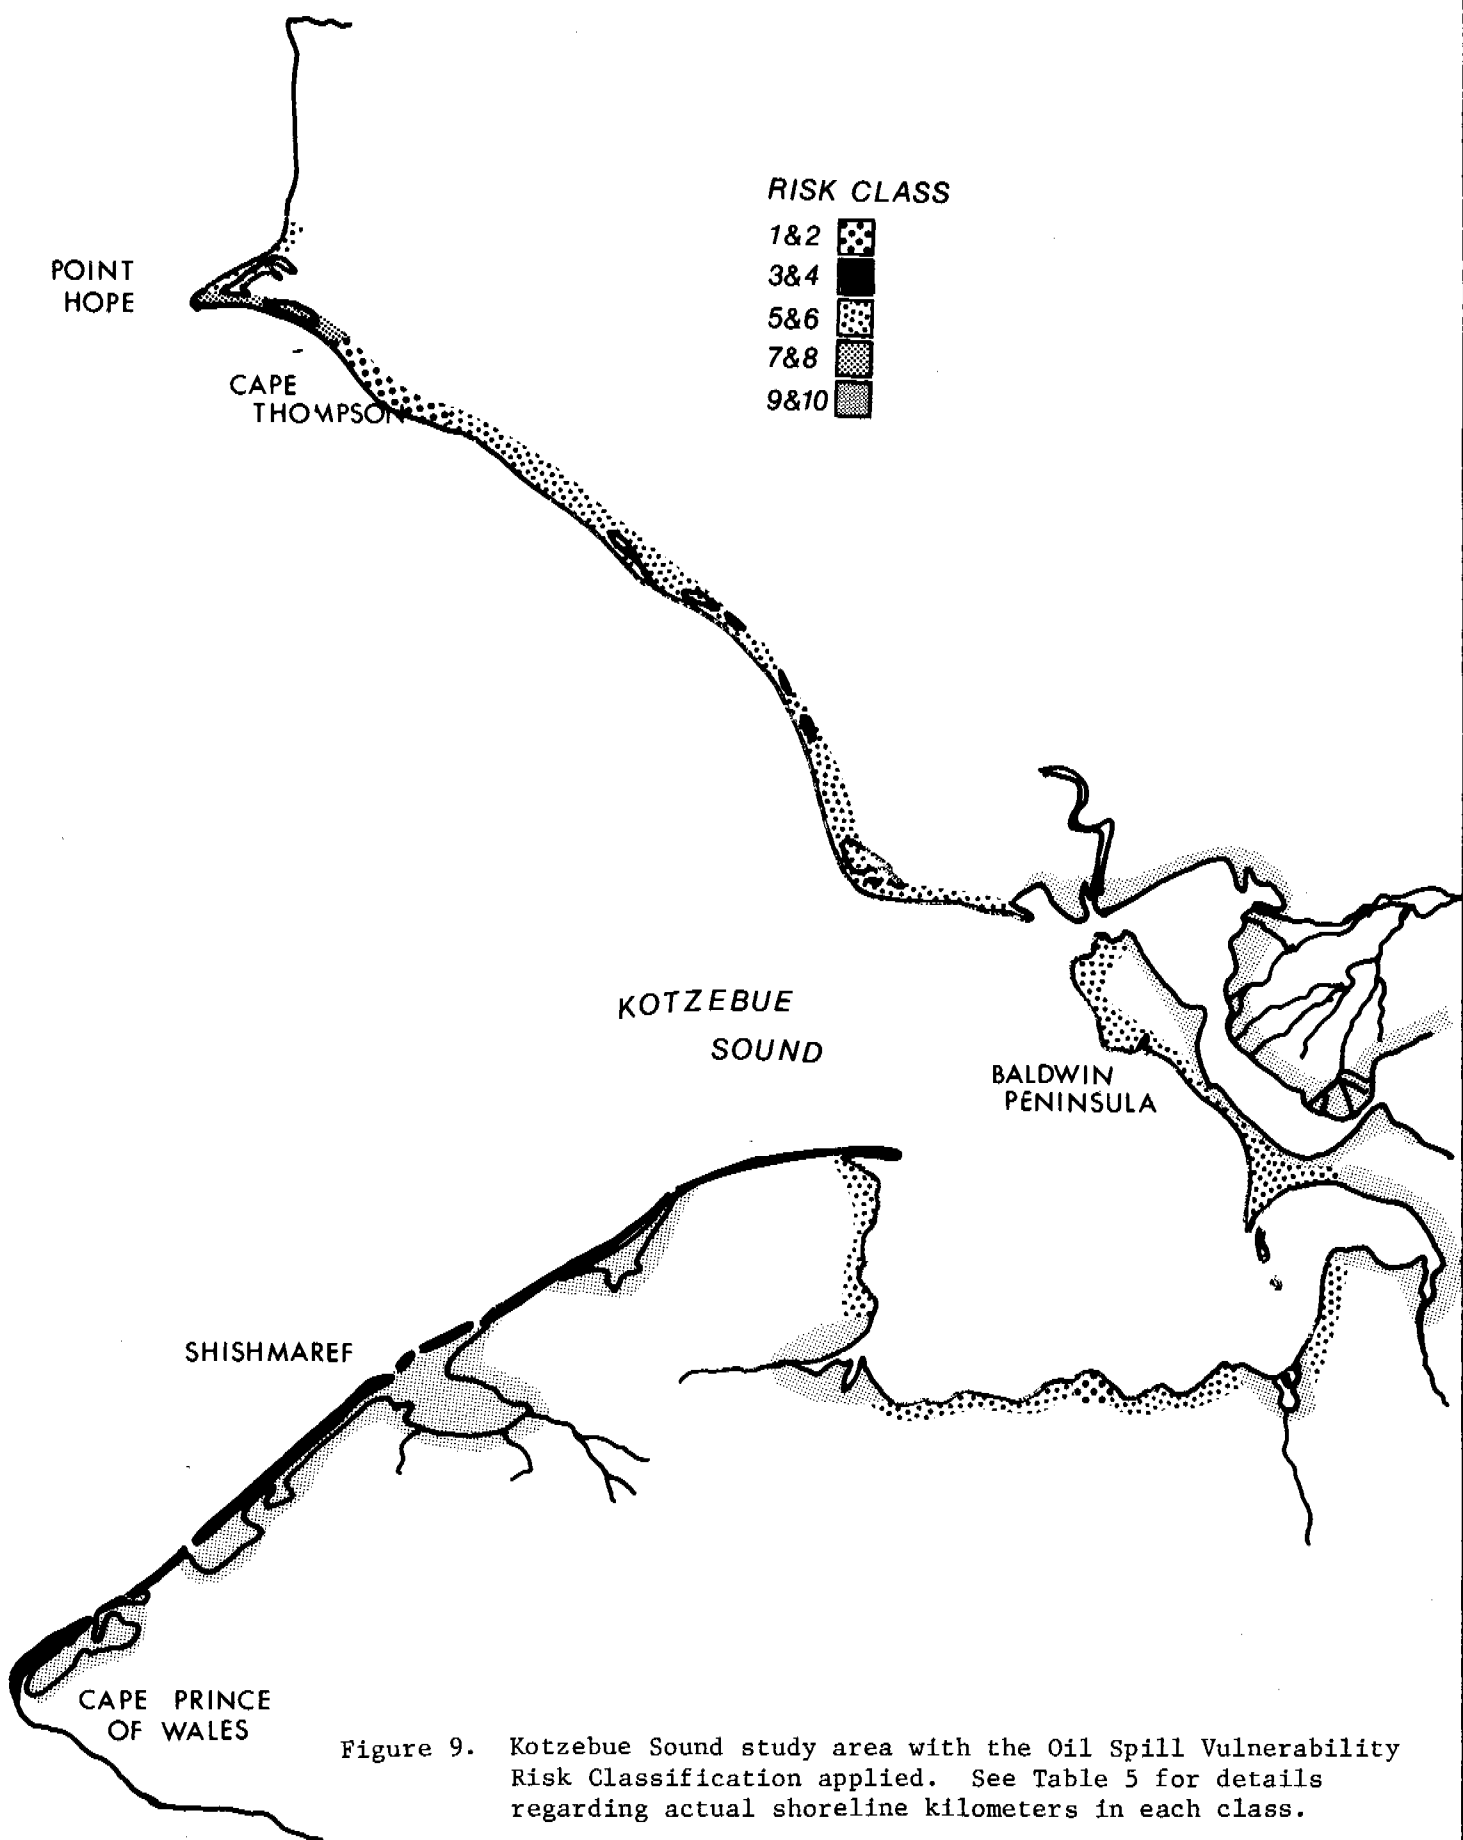 RISK CLASS
1&2
3&4
5&6
7&8
9&10
POINT
HOPE
CAPE
THOMPSON
KOTZEBUE
SOUND
BALDWIN
PENINSULA
SHISHMAREF
CAPE PRINCE
OF WALES
Figure 9. Kotzebue Sound study area with the Oil Spill Vulnerability
Risk Classification applied. See Table 5 for details
regarding actual shoreline kilometers in each class.